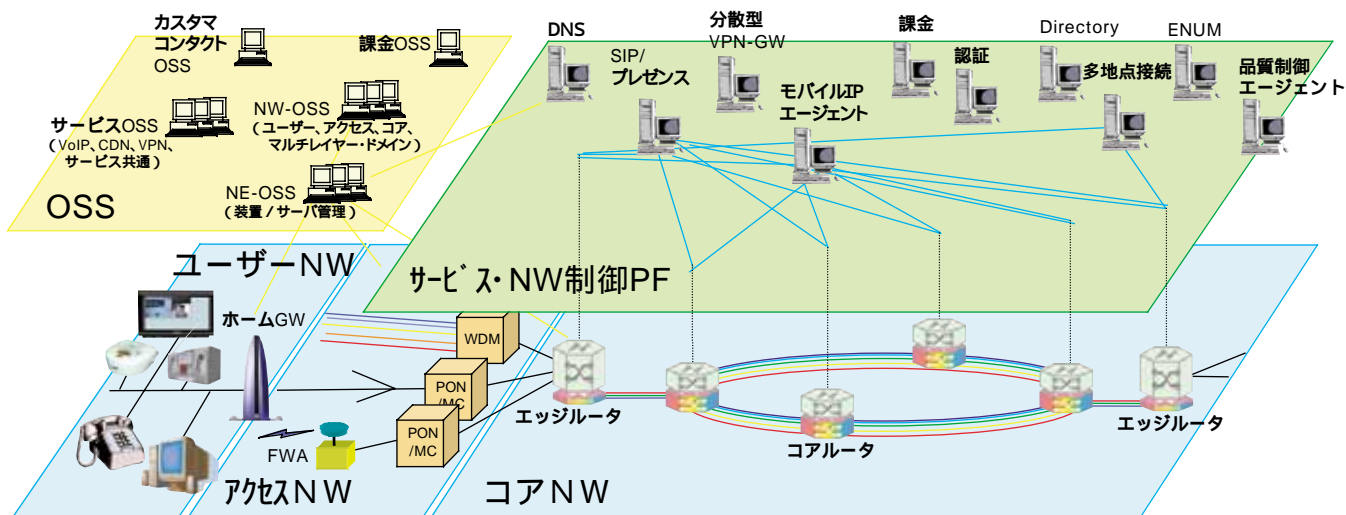 カスタマ
コンタクト
OSS
課金OSS
サービスOSS
(VoIP、CDN、VPN、
サービス共通)
NW-OSS
(ユーザー、アクセス、コア、
マルチレイヤー・ドメイン)
NE-OSS
(装置/サーバ管理)
OSS
DNS
SIP/
プレゼンス
分散型
VPN-GW
モバイルIP
エージェント
課金
認証
Directory
多地点接続
ENUM
品質制御
エージェント
サービス・NW制御PF
ユーザーNW
ホームGW
WDM
PON
/MC
PON
/MC
FWA
エッジルータ
コアルータ
エッジルータ
アクセスNW
コアNW